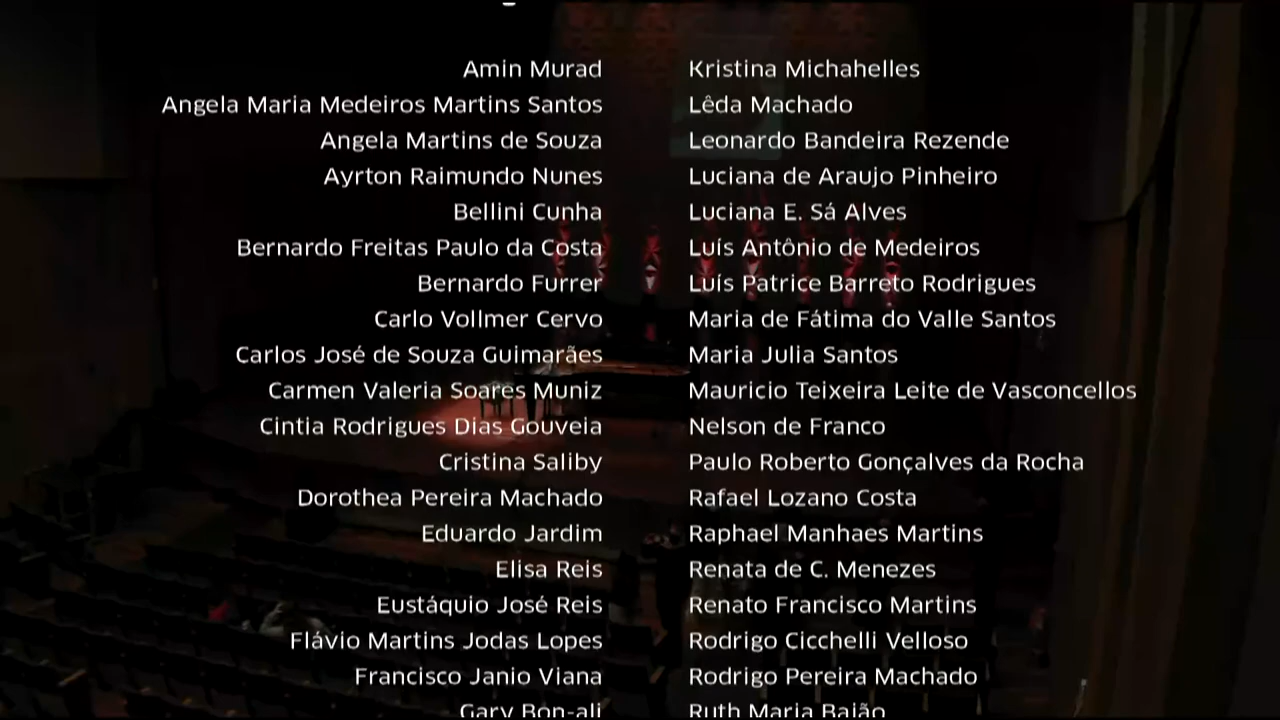 Amin Murad
Angela Maria Medeiros Martins Santos
Angela Martins de Souza
Ayrton Raimundo Nunes
Bellini Cunha
Bernardo Freitas Paulo da Costa
Bernardo Furrer
Carlo Vollmer Cervo
Carlos José de Souza Guimarães
Carmen Valeria Soares Muniz
Cintia Rodrigues Dias Gouveia
Cristina Saliby
Dorothea Pereira Machado
Eduardo Jardim
Elisa Reis
Eustáquio José Reis
Flávio Martins Jodas Lopes
Francisco Janio Viana
Gary Bon-ali
Kristina Michahelles
Lêda Machado
Leonardo Bandeira Rezende
Luciana de Araujo Pinheiro
Luciana E. Sá Alves
Luís Antônio de Medeiros
Luís Patrice Barreto Rodrigues
Maria de Fátima do Valle Santos
Maria Julia Santos
Mauricio Teixeira Leite de Vasconcellos
Nelson de Franco
Paulo Roberto Gonçalves da Rocha
Rafael Lozano Costa
Raphael Manhaes Martins
Renata de C. Menezes
Renato Francisco Martins
Rodrigo Cicchelli Velloso
Rodrigo Pereira Machado
Ruth Maria Baião